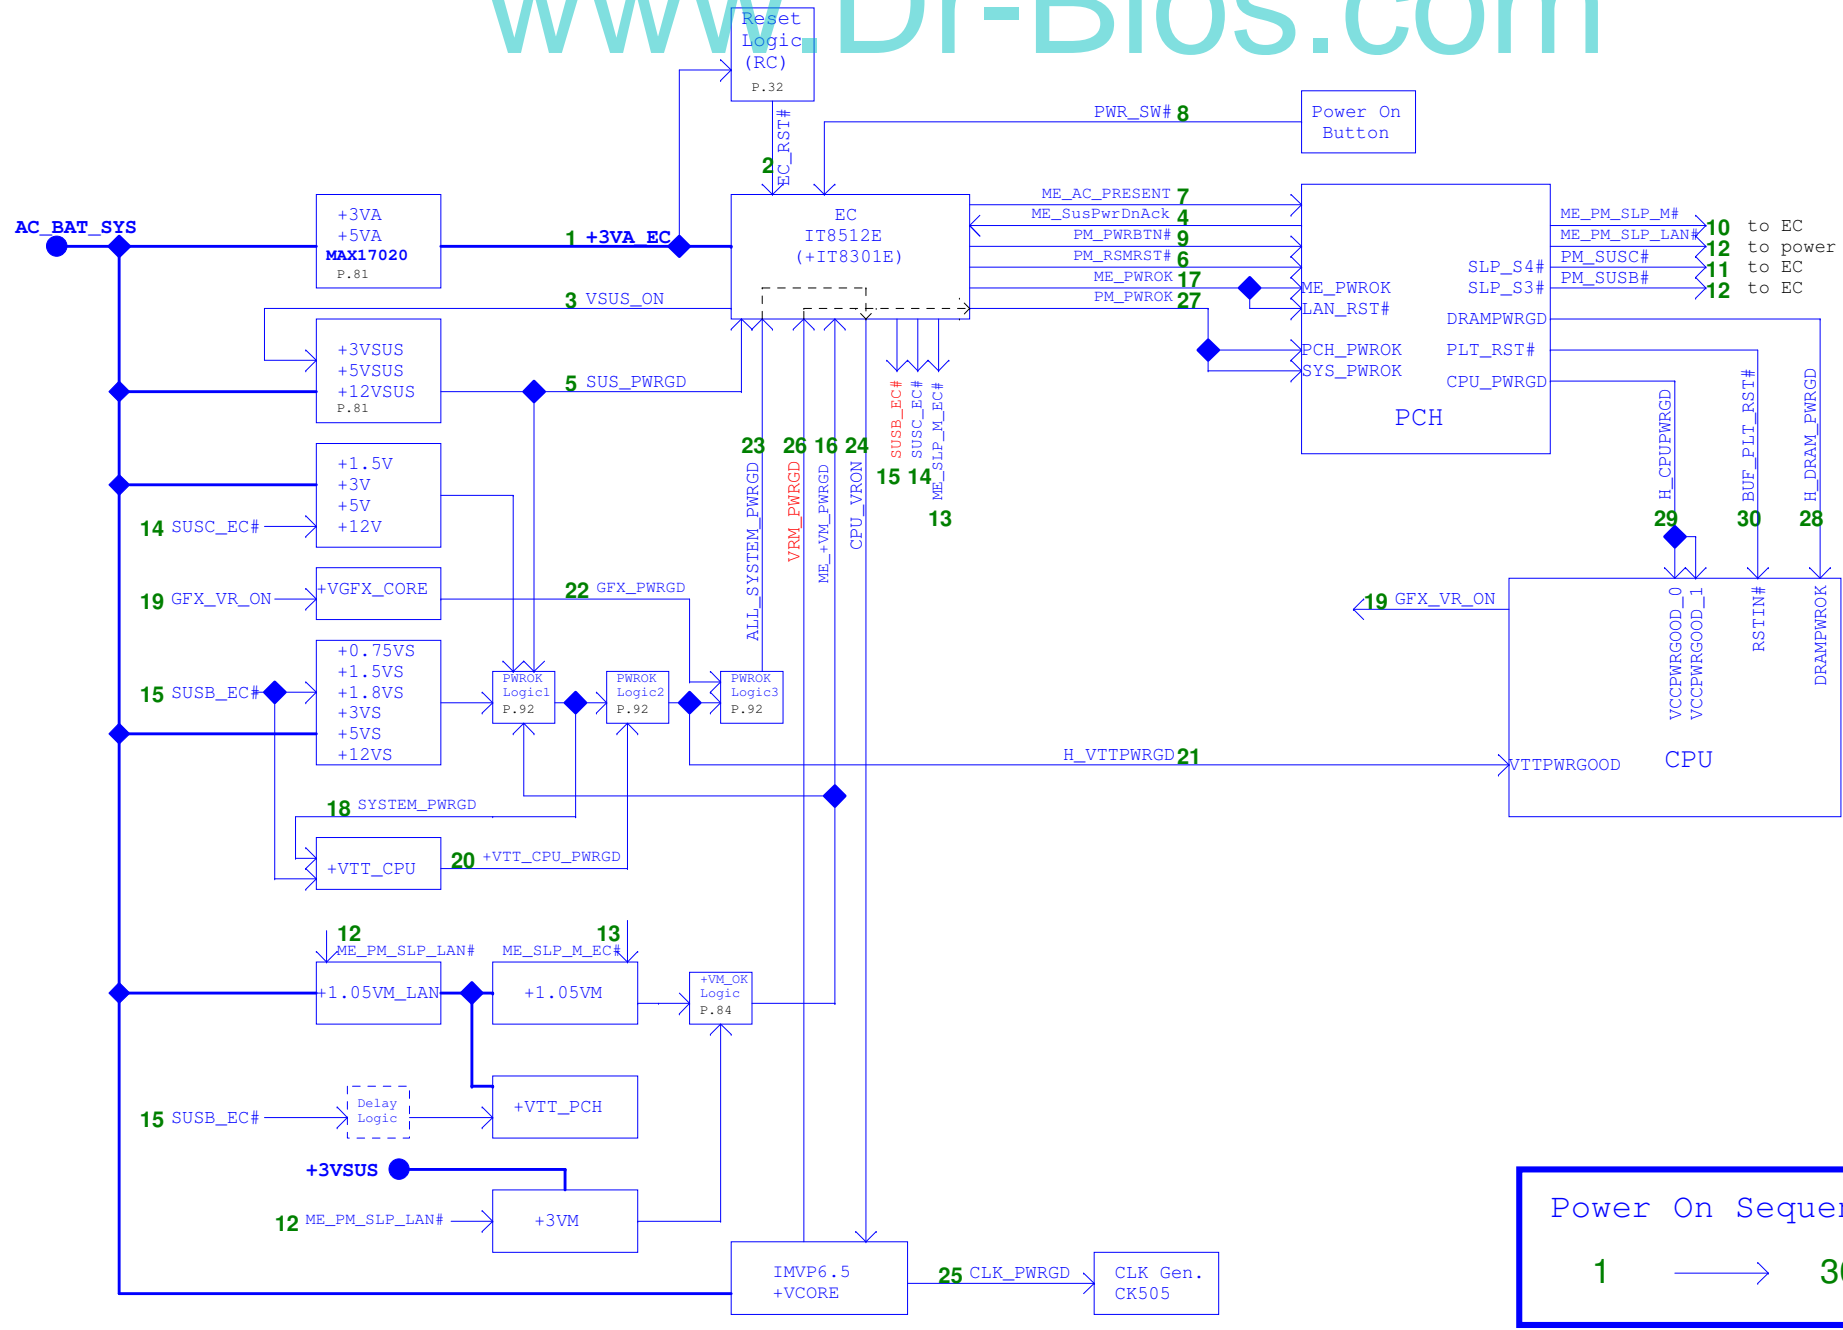 www.Dr-Bios.com
Reset
Logic
(RC)
P.32
EC_RST#
2
PWR_SW# 8
Power On
Button
AC_BAT_SYS
+3VA
+5VA
MAX17020
P.81
1 +3VA_EC
EC
IT8512E
(+IT8301E)
ME_AC_PRESENT 7
ME_SusPwrDnAck 4
PM_PWRBTN# 9
PM_RSMRST# 6
ME_PWROK 17
PM_PWROK 27
ME_PWROK
LAN_RST#
PCH_PWROK
SYS_PWROK
SLP_S4#
SLP_S3#
DRAMPWRGD
PLT_RST#
CPU_PWRGD
PCH
ME_PM_SLP_M# 10 to EC
ME_PM_SLP_LAN# 12 to power
PM_SUSC# 11 to EC
PM_SUSB# 12 to EC
3 VSUS_ON
+3VSUS
+5VSUS
+12VSUS
P.81
5 SUS_PWRGD
+1.5V
+3V
+5V
+12V
14 SUSC_EC#
23
ALL_SYSTEM_PWRGD
26
VRM_PWRGD
16
ME_+VM_PWRGD
24
CPU_VRON
SUSB_EC#
15
SUSC_EC#
14
ME_SLP_M_EC#
13
H_CPUPWRGD
29
BUF_PLT_RST#
30
H_DRAM_PWRGD
28
19 GFX_VR_ON
+VGFX_CORE
22 GFX_PWRGD
19 GFX_VR_ON
VCCPWRGOOD_0
VCCPWRGOOD_1
RSTIN#
DRAMPWROK
VTTPWRGOOD
CPU
15 SUSB_EC#
+0.75VS
+1.5VS
+1.8VS
+3VS
+5VS
+12VS
PWROK
Logic1
P.92
PWROK
Logic2
P.92
PWROK
Logic3
P.92
H_VTTPWRGD 21
18 SYSTEM_PWRGD
+VTT_CPU
20 +VTT_CPU_PWRGD
12
ME_PM_SLP_LAN#
13
ME_SLP_M_EC#
+1.05VM_LAN
+1.05VM
+VM_OK
Logic
P.84
15 SUSB_EC#
Delay
Logic
+VTT_PCH
+3VSUS
12 ME_PM_SLP_LAN#
+3VM
IMVP6.5
+VCORE
25 CLK_PWRGD
CLK Gen.
CK505
Power On
1